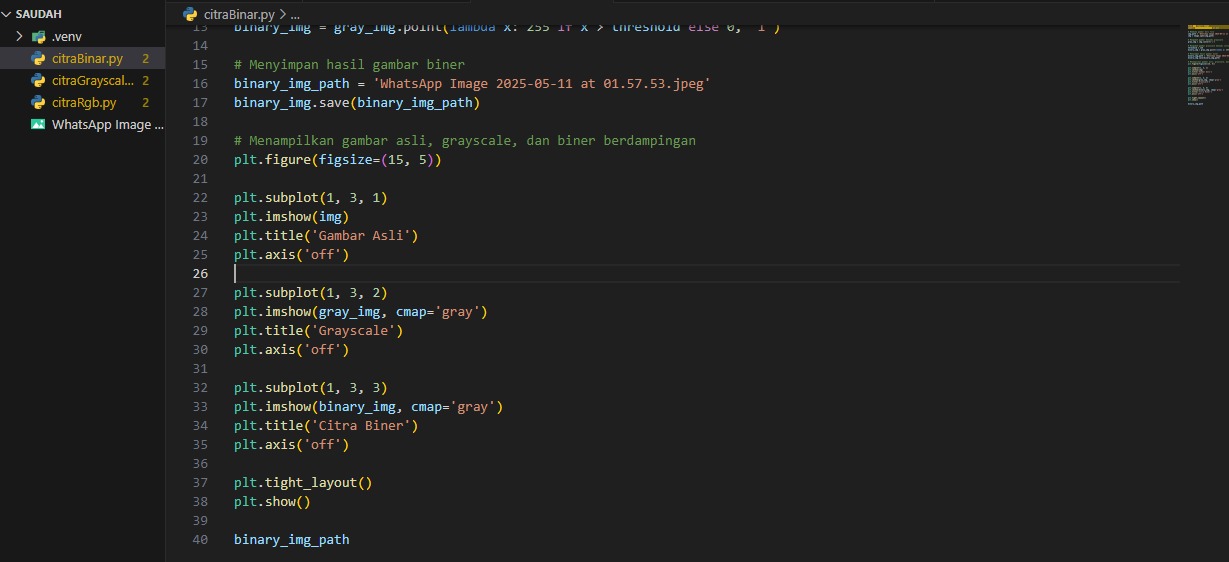 SAUDAH
.venv
citraBinar.py 2
citraGrayscal... 2
citraRgb.py 2
WhatsApp Image ...
citraBinar.py > ...
13 binary_img = gray_img.point(lambda x: 255 if x > threshold else 0, '1')
14
15 # Menyimpan hasil gambar biner
16 binary_img_path = 'WhatsApp Image 2025-05-11 at 01.57.53.jpeg'
17 binary_img.save(binary_img_path)
18
19 # Menampilkan gambar asli, grayscale, dan biner berdampingan
20 plt.figure(figsize=(15, 5))
21
22 plt.subplot(1, 3, 1)
23 plt.imshow(img)
24 plt.title('Gambar Asli')
25 plt.axis('off')
26
27 plt.subplot(1, 3, 2)
28 plt.imshow(gray_img, cmap='gray')
29 plt.title('Grayscale')
30 plt.axis('off')
31
32 plt.subplot(1, 3, 3)
33 plt.imshow(binary_img, cmap='gray')
34 plt.title('Citra Biner')
35 plt.axis('off')
36
37 plt.tight_layout()
38 plt.show()
39
40 binary_img_path